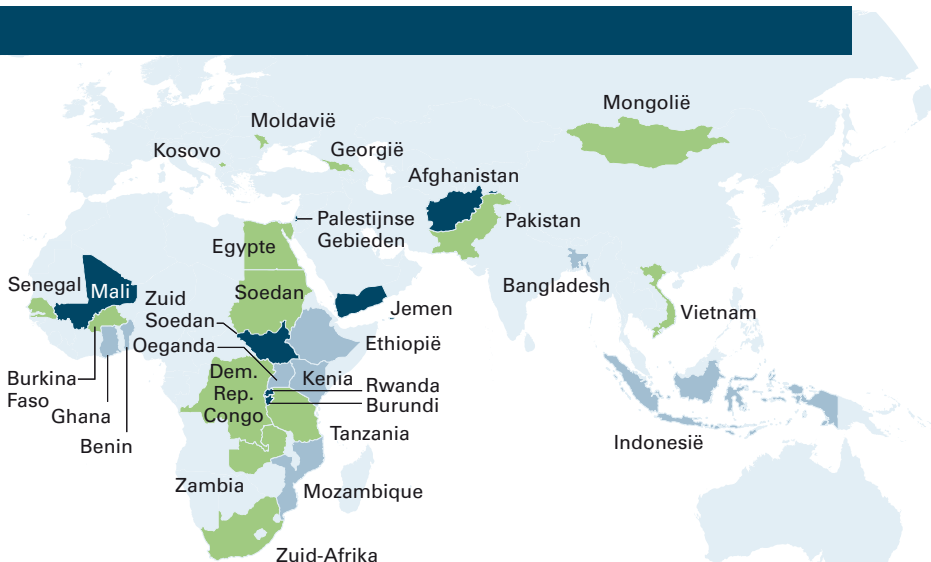 Mongolië
Moldavië
Kosovo
Georgië
Afghanistan
Palestijnse
Gebieden
Pakistan
Egypte
Senegal
Mali
Zuid
Soedan
Soedan
Jemen
Bangladesh
Vietnam
Oeganda
Ethiopië
Burkina
Faso
Dem.
Rep.
Congo
Kenia
Rwanda
Burundi
Ghana
Benin
Tanzania
Indonesië
Zambia
Mozambique
Zuid-Afrika